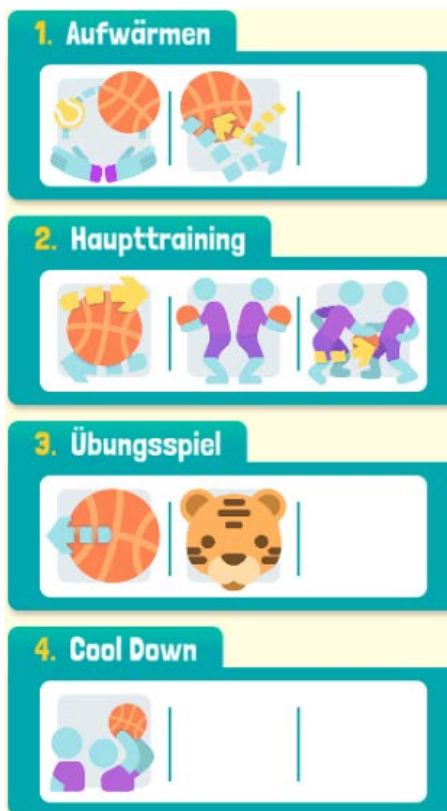 1. Aufwärmen
2. Haupttraining
3. Übungsspiel
4. Cool Down